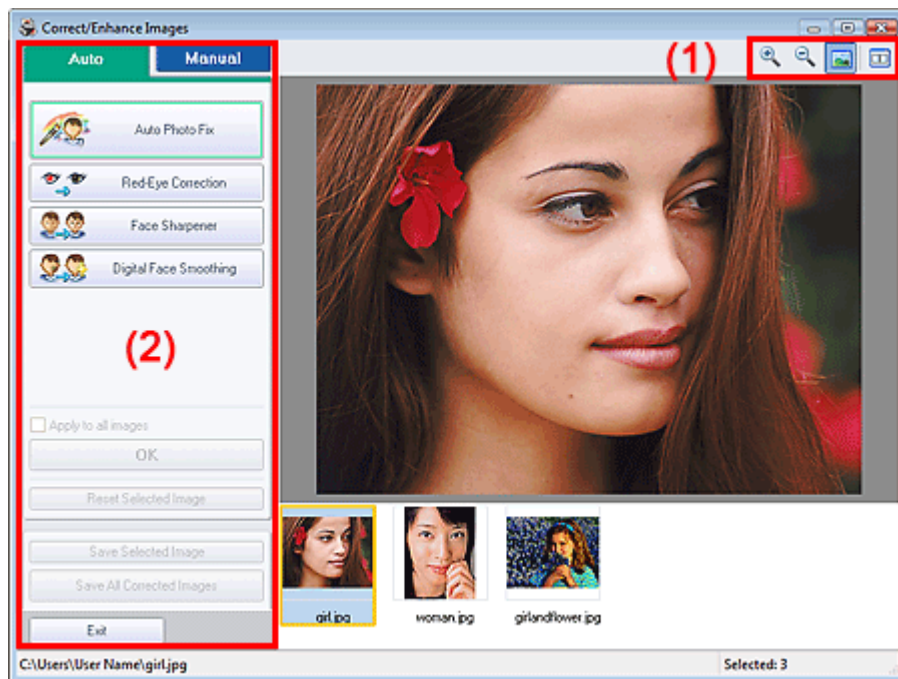 Correct/Enhance Images
Auto
Manual
(1)
Auto Photo Fix
Red-Eye Correction
Face Sharpener
Digital Face Smoothing
(2)
Apply to all images
OK
Reset Selected Image
Save Selected Image
Save All Corrected Images
Exit
girl.jpg
woman.jpg
girlandflower.jpg
C:\Users\User Name\girl.jpg
Selected: 3